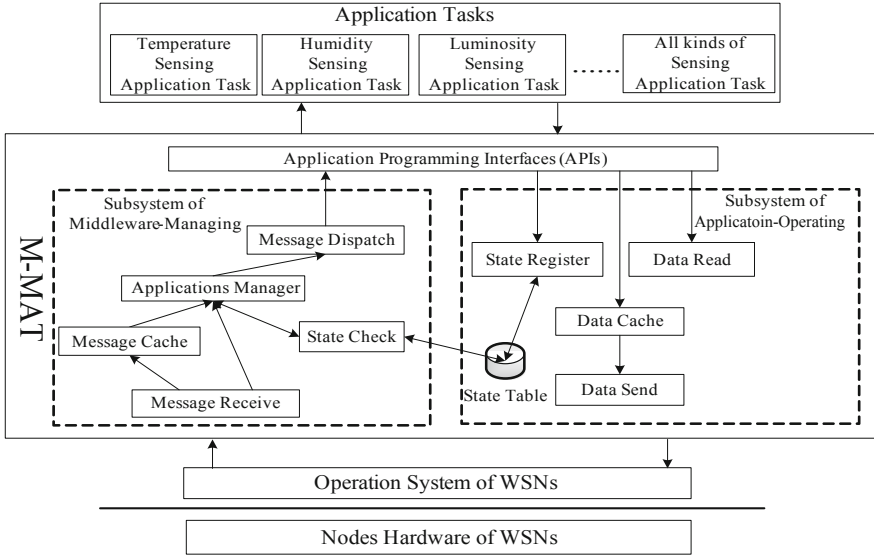 Application Tasks
Temperature
Sensing
Application Task
Humidity
Sensing
Application Task
Luminosity
Sensing
Application Task
......
All kinds of
Sensing
Application Task
M-MAT
Application Programming Interfaces (APIs)
Subsystem of
Middleware-Managing
Message Dispatch
Applications Manager
Message Cache
State Check
Message Receive
Subsystem of
Applicatoin-Operating
State Register
Data Read
Data Cache
State Table
Data Send
Operation System of WSNs
Nodes Hardware of WSNs